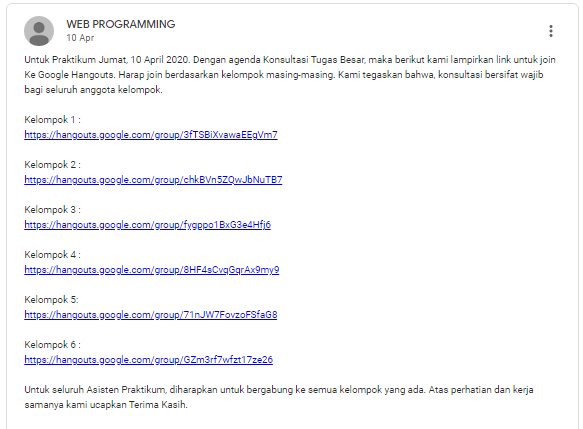 WEB PROGRAMMING
10 Apr
Untuk Praktikum Jumat, 10 April 2020. Dengan agenda Konsultasi Tugas Besar, maka berikut kami lampirkan link untuk join
Ke Google Hangouts. Harap join berdasarkan kelompok masing-masing. Kami tegaskan bahwa, konsultasi bersifat wajib
bagi seluruh anggota kelompok.
Kelompok 1 :
https://hangouts.google.com/group/3fTSBiXvawaEEgVm7
Kelompok 2 :
https://hangouts.google.com/group/chkBVn5ZQwJbNuTB7
Kelompok 3 :
https://hangouts.google.com/group/fygppo1BxG3e4Hfj6
Kelompok 4 :
https://hangouts.google.com/group/8HF4sCvqGqrAx9my9
Kelompok 5:
https://hangouts.google.com/group/71nJW7FovzoFSfaG8
Kelompok 6 :
https://hangouts.google.com/group/GZm3rf7wfzt17ze26
Untuk seluruh Asisten Praktikum, diharapkan untuk bergabung ke semua kelompok yang ada. Atas perhatian dan kerja
samanya kami ucapkan Terima Kasih.